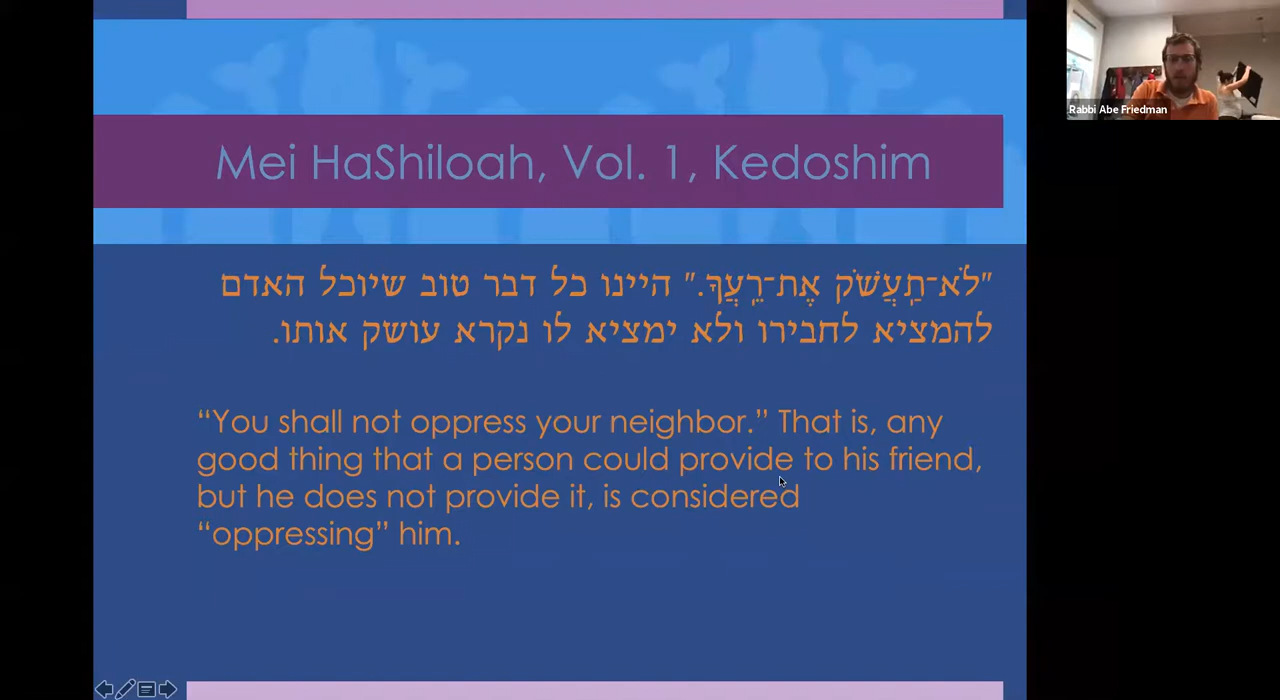 Mei HaShiloah, Vol. 1, Kedoshim
"לֹא־תַֽעֲשֹׁק אֶת־רֵֽעֲךָ." היינו כל דבר טוב שיוכל האדם
להמציא לחבירו ולא ימציא לו נקרא עושק אותו.
“You shall not oppress your neighbor.” That is, any
good thing that a person could provide to his friend,
but he does not provide it, is considered
“oppressing” him.
Rabbi Abe Friedman